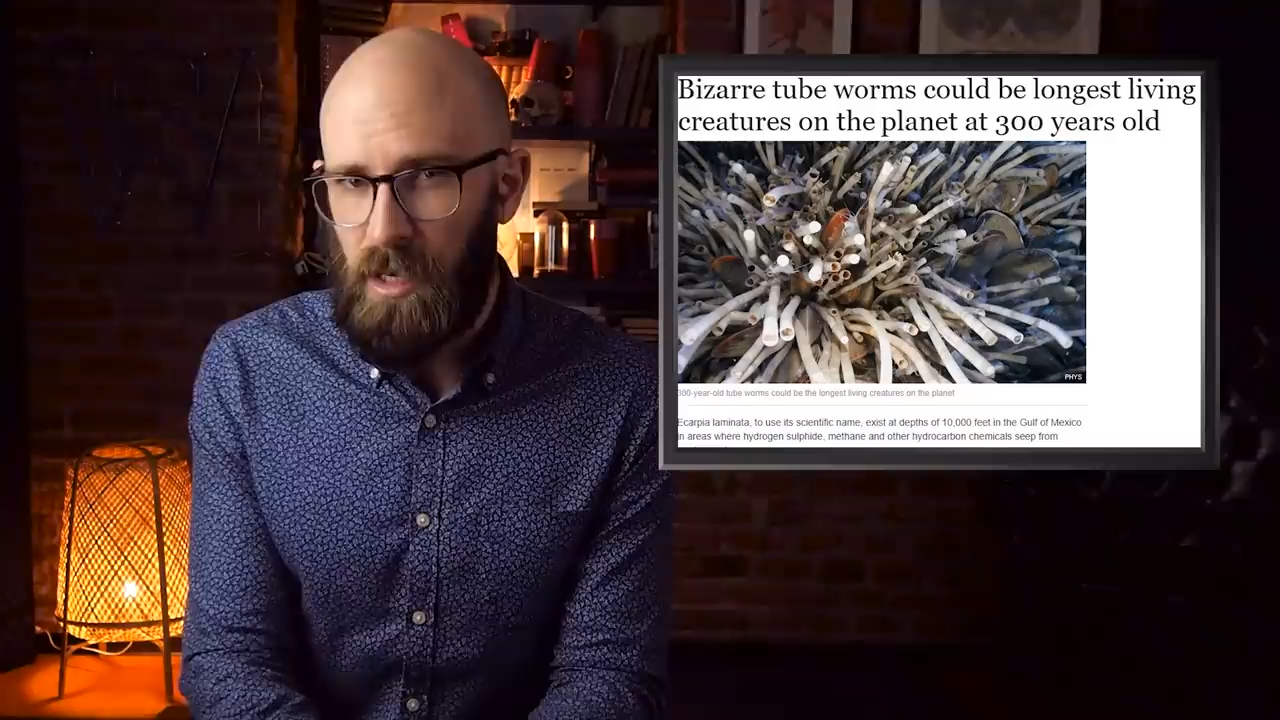 Bizarre tube worms could be longest living
creatures on the planet at 300 years old
PHYS
300-year-old tube worms could be the longest living creatures on the planet
Ecarpia laminata, to use its scientific name, exist at depths of 10,000 feet in the Gulf of Mexico
in areas where hydrogen sulphide, methane and other hydrocarbon chemicals seep from